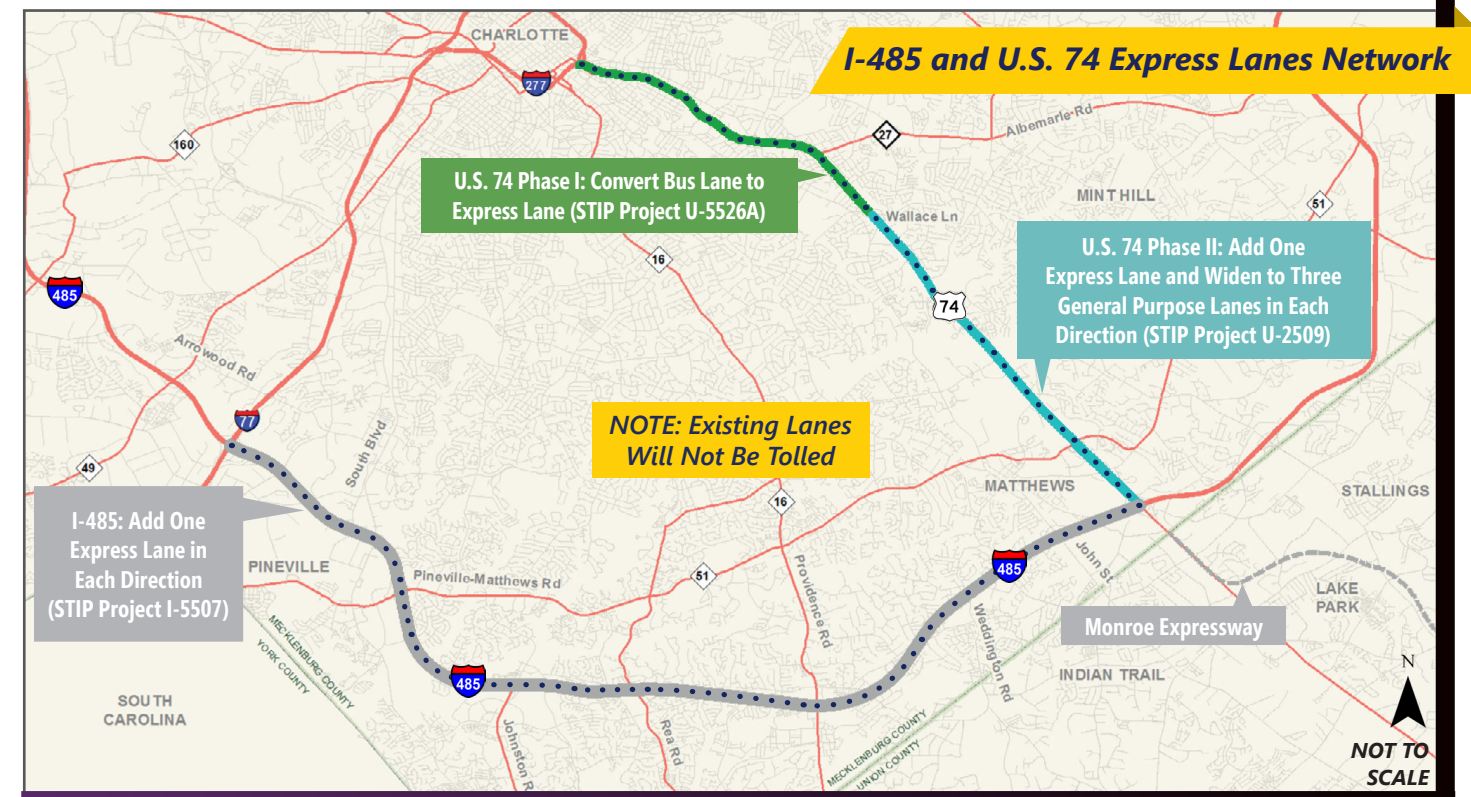 I-485 and U.S. 74 Express Lanes Network
CHARLOTTE
277
27
Albemarle Rd
160
U.S. 74 Phase I: Convert Bus Lane to
Express Lane (STIP Project U-5526A)
MINT HILL
51
Wallace Ln
16
U.S. 74 Phase II: Add One
Express Lane and Widen to Three
General Purpose Lanes in Each
Direction (STIP Project U-2509)
485
74
Arrowood Rd
77
South Blvd
NOTE: Existing Lanes
Will Not Be Tolled
49
16
MATTHEWS
STALLINGS
I-485: Add One
Express Lane in
Each Direction
(STIP Project I-5507)
PINEVILLE
Pineville-Matthews Rd
51
Providence Rd
485
John St
LAKE
PARK
Weddington Rd
Monroe Expressway
MECKLENBURG COUNTY
YORK COUNTY
485
INDIAN TRAIL
N
SOUTH
CAROLINA
Johnston R
Rea Rd
MECKLENBURG COUNTY
UNION COUNTY
NOT TO
SCALE